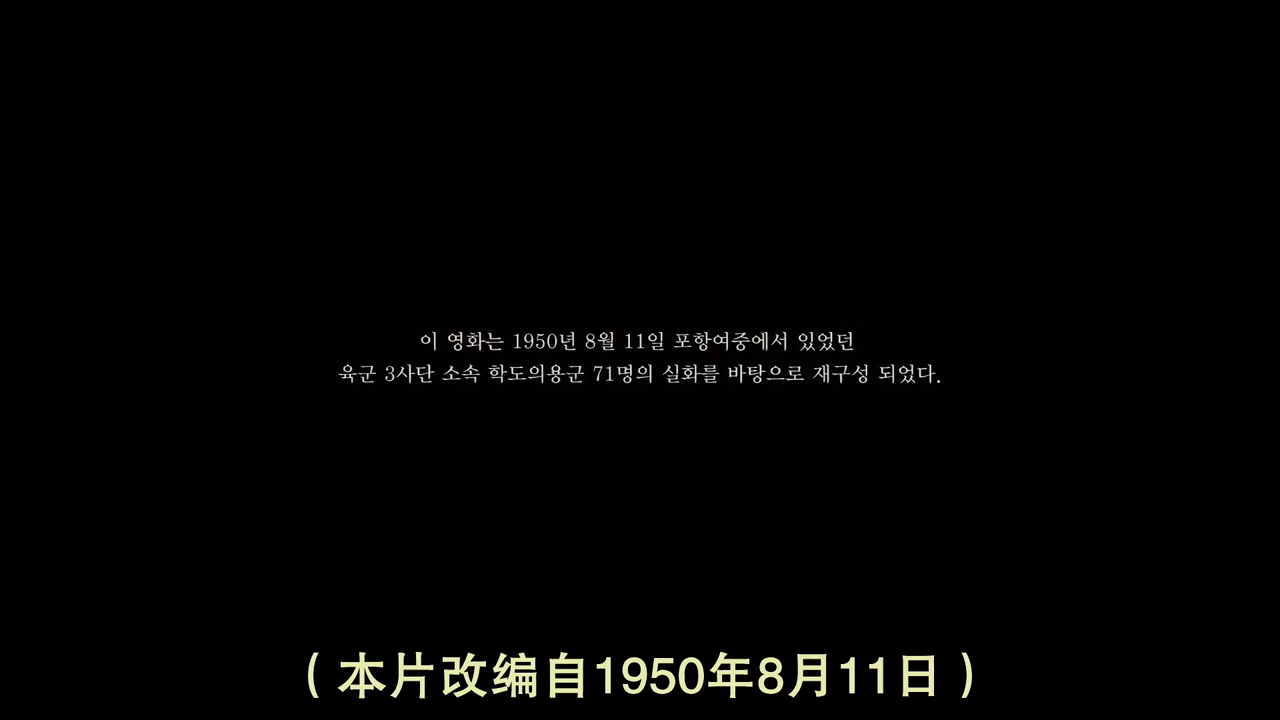 이 영화는 1950년 8월 11일 포항여중에서 있었던
육군 3사단 소속 학도의용군 71명의 실화를 바탕으로 재구성 되었다.
（本片改编自1950年8月11日）